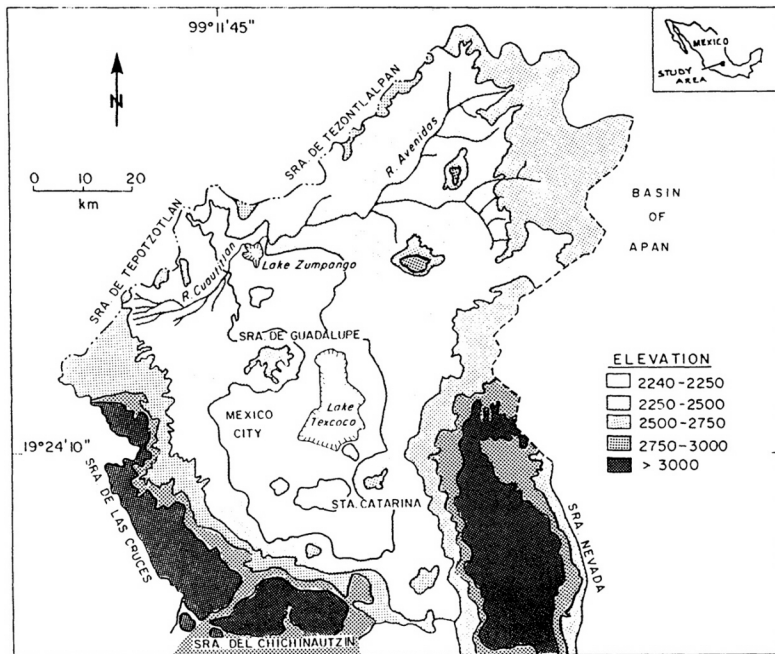 99°11'45"
MEXICO
STUDY
AREA
N
0 10 20
km
SRA. DE TEZONTLALPAN
R. Avenidas
BASIN
OF
APAN
SRA. DE TEPOTZOTLAN
R. Cuautitlan
Lake Zumpango
SRA. DE GUADALUPE
ELEVATION
2240-2250
2250-2500
2500-2750
2750-3000
> 3000
MEXICO
CITY
Lake
Texcoco
19°24'10"
STA. CATARINA
SRA. DE LAS CRUCES
SRA. NEVADA
SRA. DEL CHICHINAUTZIN